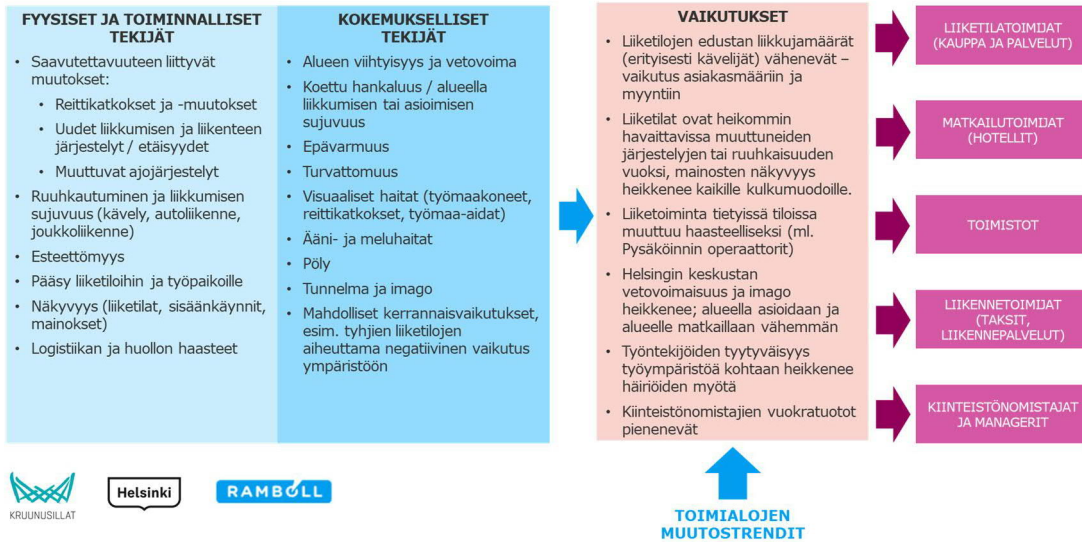 FYYSISET JA TOIMINNALLISET
TEKIJÄT
• Saavutettavuuteen liittyvät
muutokset:
• Reittikatkokset ja -muutokset
• Uudet liikkumisen ja liikenteen
järjestelyt / etäisyydet
• Muuttuvat ajojärjestelyt
• Ruuhkautuminen ja liikkumisen
sujuvuus (kävely, autoliikenne,
joukkoliikenne)
• Esteettömyys
• Pääsy liiketiloihin ja työpaikoille
• Näkyvyys (liiketilat, sisäänkäynnit,
mainokset)
• Logistiikan ja huollon haasteet
KOKEMUKSELLISET
TEKIJÄT
• Alueen viihtyisyys ja vetovoima
• Koettu hankaluus / alueella
liikkumisen tai asioimisen
sujuvuus
• Epävarmuus
• Turvattomuus
• Visuaaliset haitat (työmaakoneet,
reittikatkokset, työmaa-aidat)
• Ääni- ja meluhaitat
• Pöly
• Tunnelma ja imago
• Mahdolliset kerrannaisvaikutukset,
esim. tyhjien liiketilojen
aiheuttama negatiivinen vaikutus
ympäristöön
VAIKUTUKSET
• Liiketilojen edustan liikkujamäärät
(erityisesti kävelijät) vähenevät –
vaikutus asiakasmääriin ja
myyntiin
• Liiketilat ovat heikommin
havaittavissa muuttuneiden
järjestelyjen tai ruuhkaisuuden
vuoksi, mainosten näkyvyys
heikkenee kaikille kulkumuodoille.
• Liiketoiminta tietyissä tiloissa
muuttuu haasteelliseksi (ml.
Pysäköinnin operaattorit)
• Helsingin keskustan
vetovoimaisuus ja imago
heikkenee; alueella asioidaan ja
alueelle matkaillaan vähemmän
• Työntekijöiden tyytyväisyys
työympäristöä kohtaan heikkenee
häiriöiden myötä
• Kiinteistönomistajien vuokratuotot
pienenevät
LIIKETILATOIMIJAT
(KAUPPA JA PALVELUT)
MATKAILUTOIMIJAT
(HOTELLIT)
TOIMISTOT
LIIKENNETOIMIJAT
(TAKSIT,
LIIKENNEPALVELUT)
KIINTEISTÖNOMISTAJAT
JA MANAGERIT
KRUUNUSILLAT
Helsinki
RAMBOLL
TOIMIALOJEN
MUUTOSTRENDIT